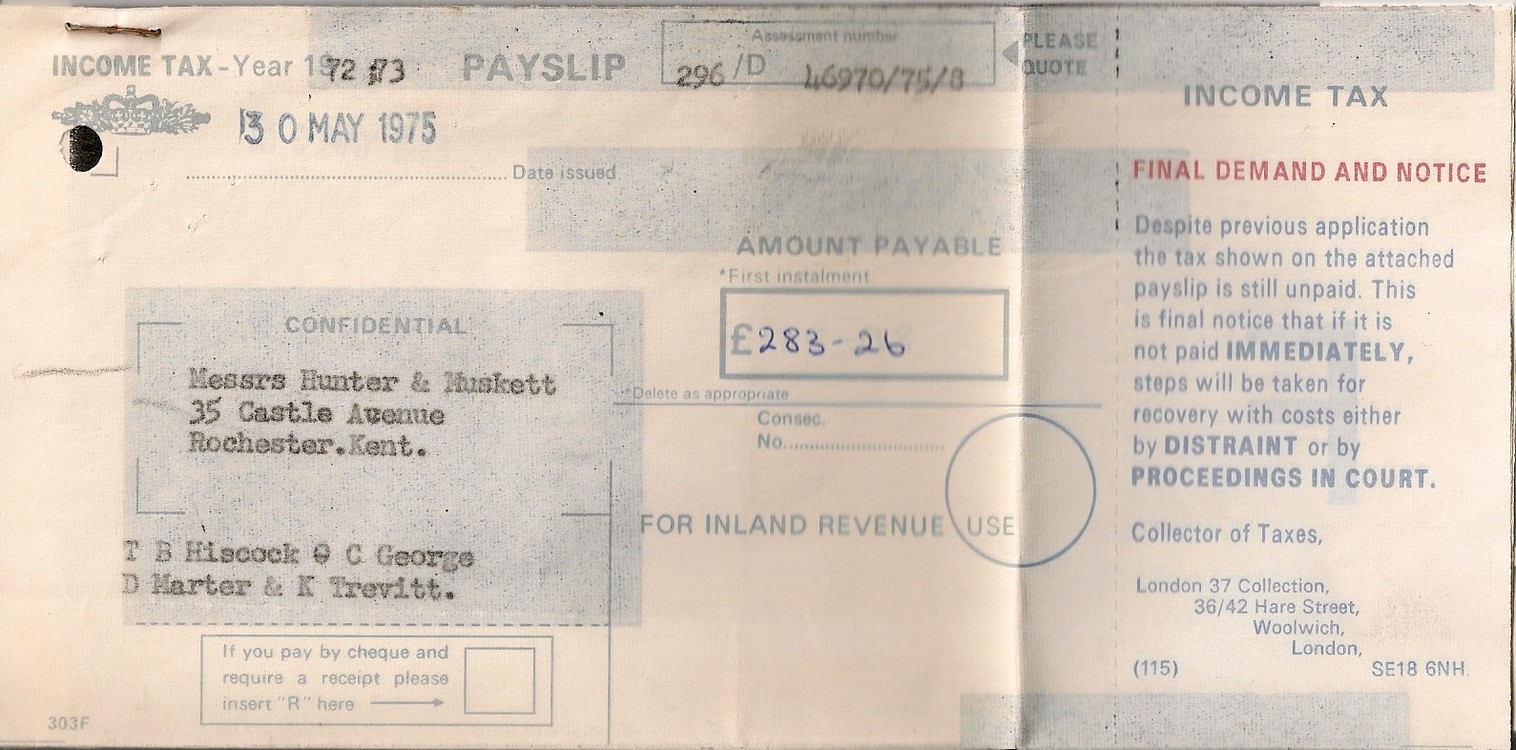 INCOME TAX-Year 1972 73 PAYSLIP
Assessment number
296/D 46970/75/8
PLEASE
QUOTE
30 MAY 1975
Date issued
AMOUNT PAYABLE
*First instalment
£283-26
*Delete as appropriate
Consec.
No.
FOR INLAND REVENUE USE
CONFIDENTIAL
Messrs Hunter & Muskett
35 Castle Avenue
Rochester.Kent.
T B Hiscock C George
D Marter & K Trevitt.
If you pay by cheque and
require a receipt please
insert "R" here
303F
INCOME TAX
FINAL DEMAND AND NOTICE
Despite previous application
the tax shown on the attached
payslip is still unpaid. This
is final notice that if it is
not paid IMMEDIATELY,
steps will be taken for
recovery with costs either
by DISTRAINT or by
PROCEEDINGS IN COURT.
Collector of Taxes,
London 37 Collection,
36/42 Hare Street,
Woolwich,
London,
(115) SE18 6NH.